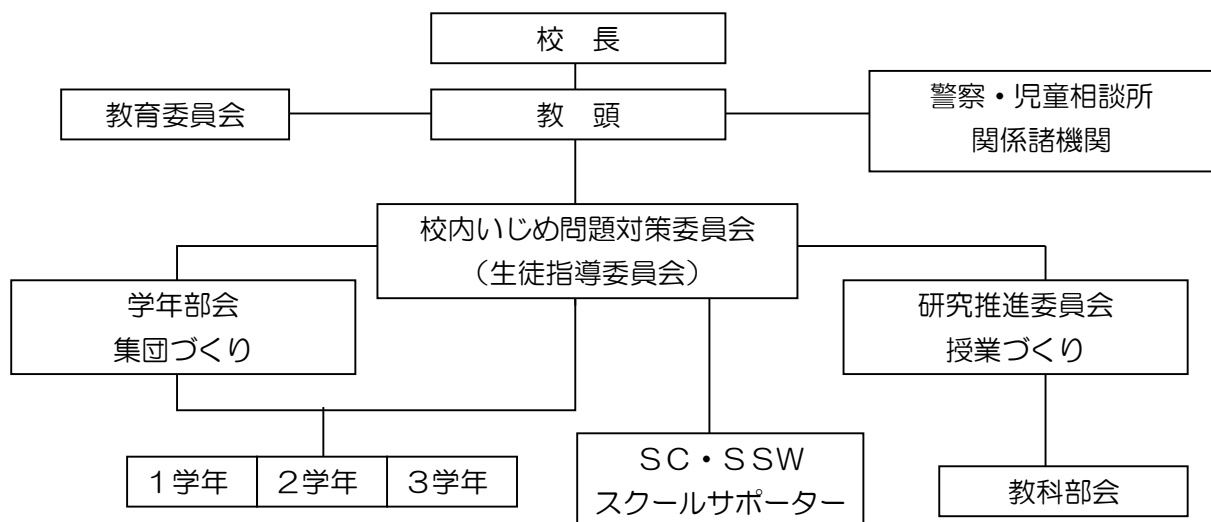 校　長
教育委員会
教　頭
警察・児童相談所
関係諸機関
校内いじめ問題対策委員会
（生徒指導委員会）
学年部会
集団づくり
研究推進委員会
授業づくり
１学年
２学年
３学年
ＳＣ・ＳＳＷ
スクールサポーター
教科部会